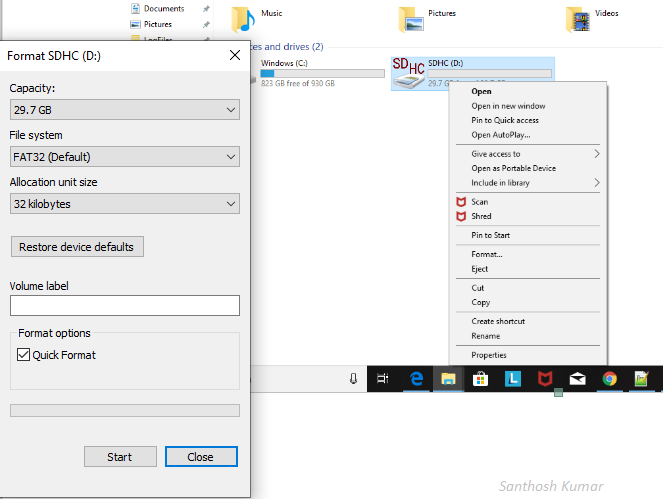 Documents
Pictures
LogFiles
Music
Pictures
Videos
ces and drives (2)
Windows (C:)
823 GB free of 930 GB
SD HC
SDHC (D:)
29.7 GB
Format SDHC (D:)
Capacity:
29.7 GB
File system
FAT32 (Default)
Allocation unit size
32 kilobytes
Restore device defaults
Volume label
Format options
Quick Format
Start
Close
Open
Open in new window
Pin to Quick access
Open AutoPlay...
Give access to
Open as Portable Device
Include in library
Scan
Shred
Pin to Start
Format...
Eject
Cut
Copy
Create shortcut
Rename
Properties
L
Santhosh Kumar